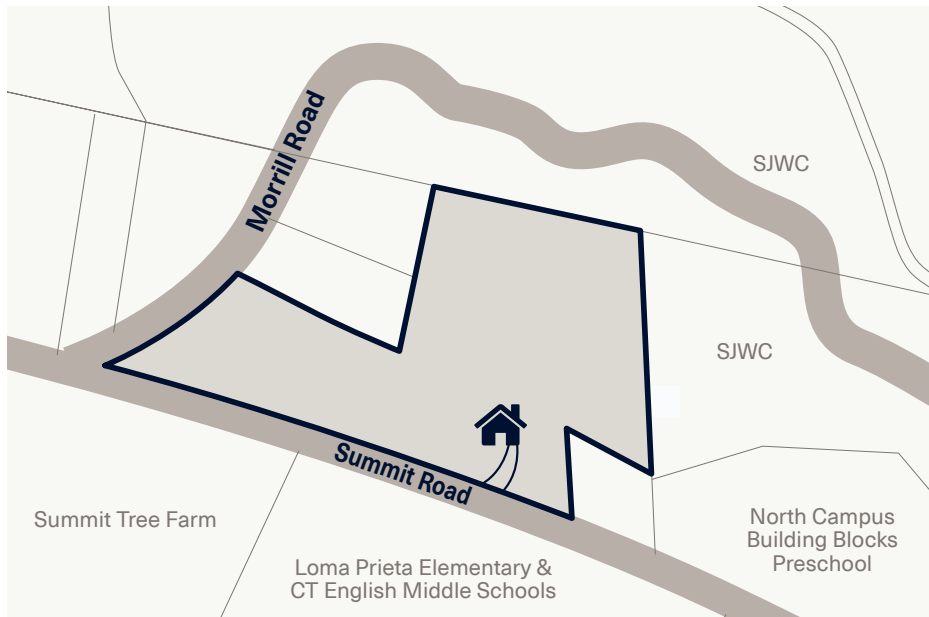 Morrill Road
SJWC
SJWC
Summit Road
Summit Tree Farm
Loma Prieta Elementary &
CT English Middle Schools
North Campus
Building Blocks
Preschool